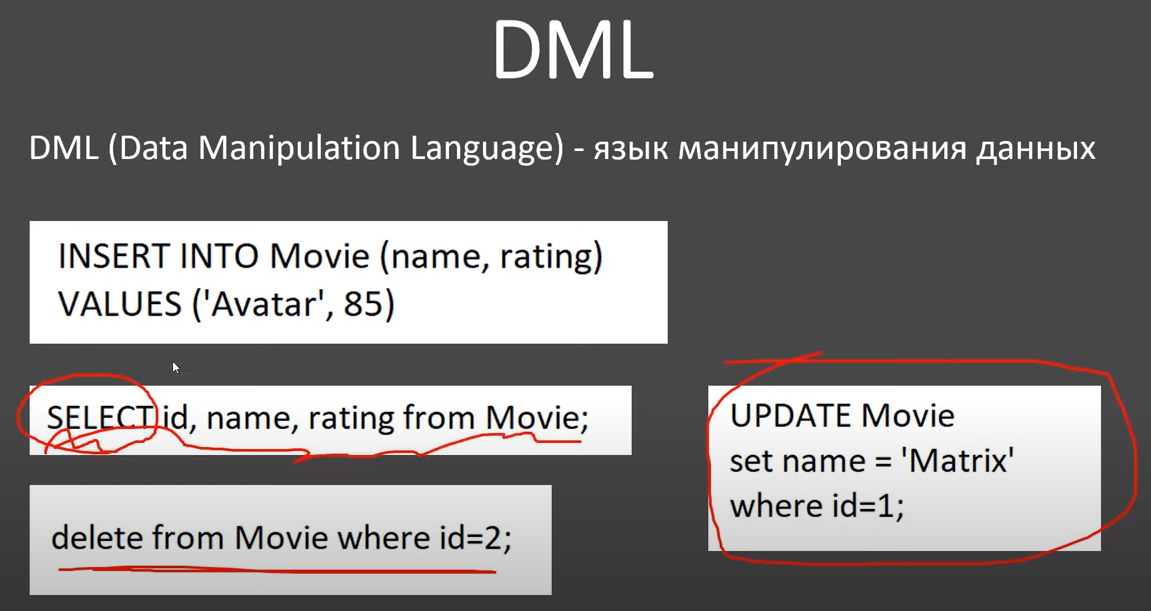 DML
DML (Data Manipulation Language) - язык манипулирования данных
INSERT INTO Movie (name, rating)
VALUES ('Avatar', 85)
SELECT id, name, rating from Movie;
delete from Movie where id=2;
UPDATE Movie
set name = 'Matrix'
where id=1;